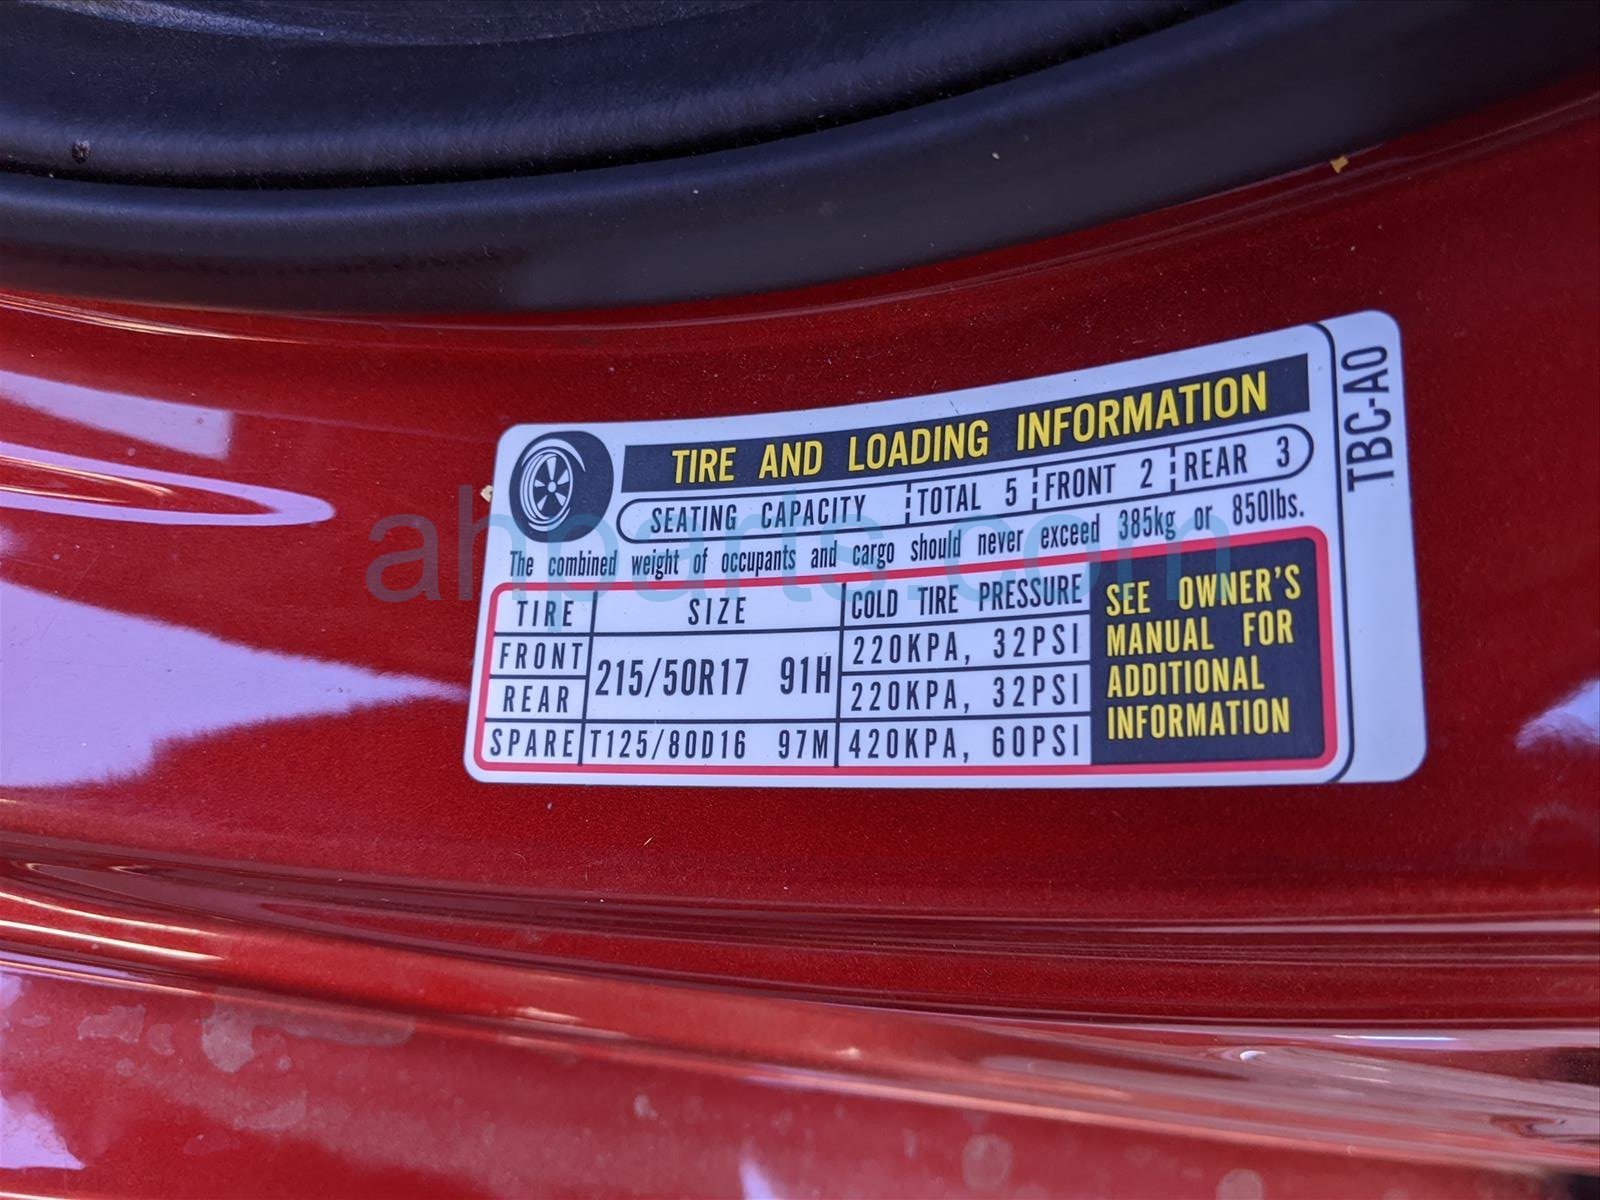 TIRE AND LOADING INFORMATION
SEATING CAPACITY TOTAL 5 FRONT 2 REAR 3
The combined weight of occupants and cargo should never exceed 385kg or 850lbs.
TIRE SIZE COLD TIRE PRESSURE
FRONT 215/50R17 91H 220KPA, 32PSI
REAR 220KPA, 32PSI
SPARE T125/80D16 97M 420KPA, 60PSI
SEE OWNER'S
MANUAL FOR
ADDITIONAL
INFORMATION
TBC-A0
ahparts.com